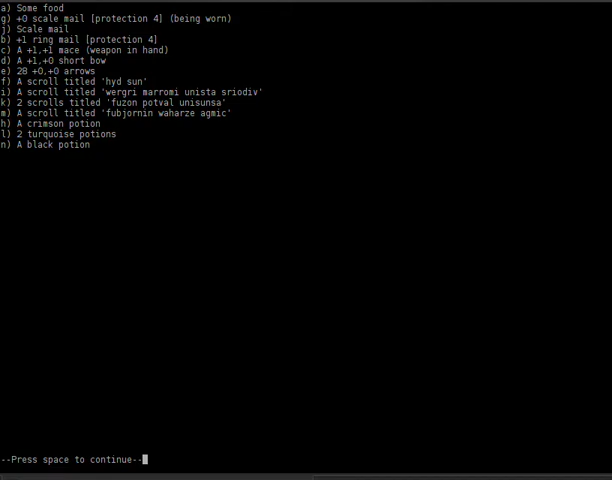 a) Some food
g) +0 scale mail [protection 4] (being worn)
j) Scale mail
b) +1 ring mail [protection 4]
c) A +1,+1 mace (weapon in hand)
d) A +1,+0 short bow
e) 28 +0,+0 arrows
f) A scroll titled 'hyd sun'
i) A scroll titled 'wergri marromi unista sriodiv'
k) 2 scrolls titled 'fuzon potval unisunsa'
m) A scroll titled 'fubjornin waharze agmic'
h) A crimson potion
l) 2 turquoise potions
n) A black potion
--Press space to continue--